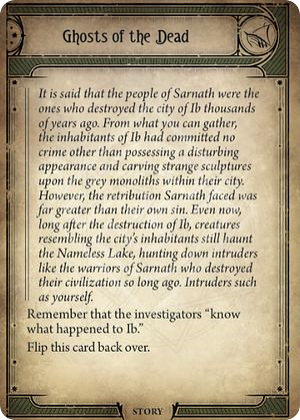 Ghosts of the Dead
It is said that the people of Sarnath were the
ones who destroyed the city of Ib thousands
of years ago. From what you can gather,
the inhabitants of Ib had committed no
crime other than possessing a disturbing
appearance and carving strange sculptures
upon the grey monoliths within their city.
However, the retribution Sarnath faced was
far greater than their own sin. Even now,
long after the destruction of Ib, creatures
resembling the city's inhabitants still haunt
the Nameless Lake, hunting down intruders
like the warriors of Sarnath who destroyed
their civilization so long ago. Intruders such
as yourself.
Remember that the investigators “know
what happened to Ib.”
Flip this card back over.
STORY